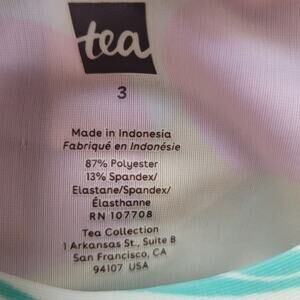 tea
3
Made in Indonesia
Fabriqué en Indonésie
87% Polyester
13% Spandex/
Elastane/Spandex/
Élasthanne
RN 107708
Tea Collection
1 Arkansas St., Suite B
San Francisco, CA
94107 USA